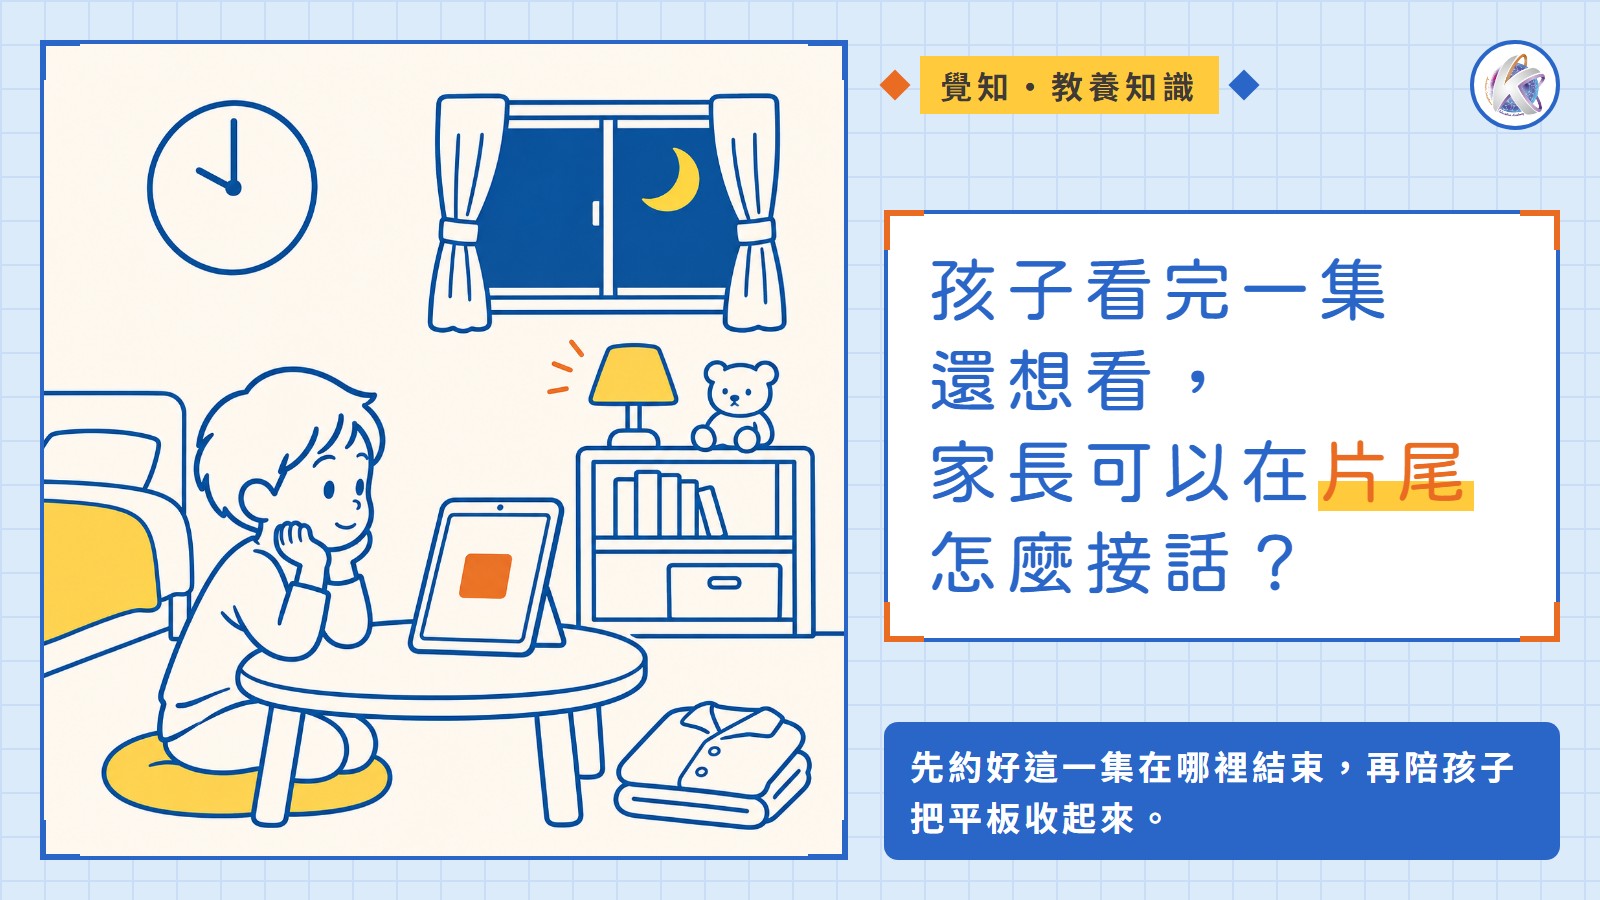 覺知・教養知識
孩子看完一集
還想看，
家長可以在片尾
怎麼接話？
先約好這一集在哪裡結束，再陪孩子
把平板收起來。